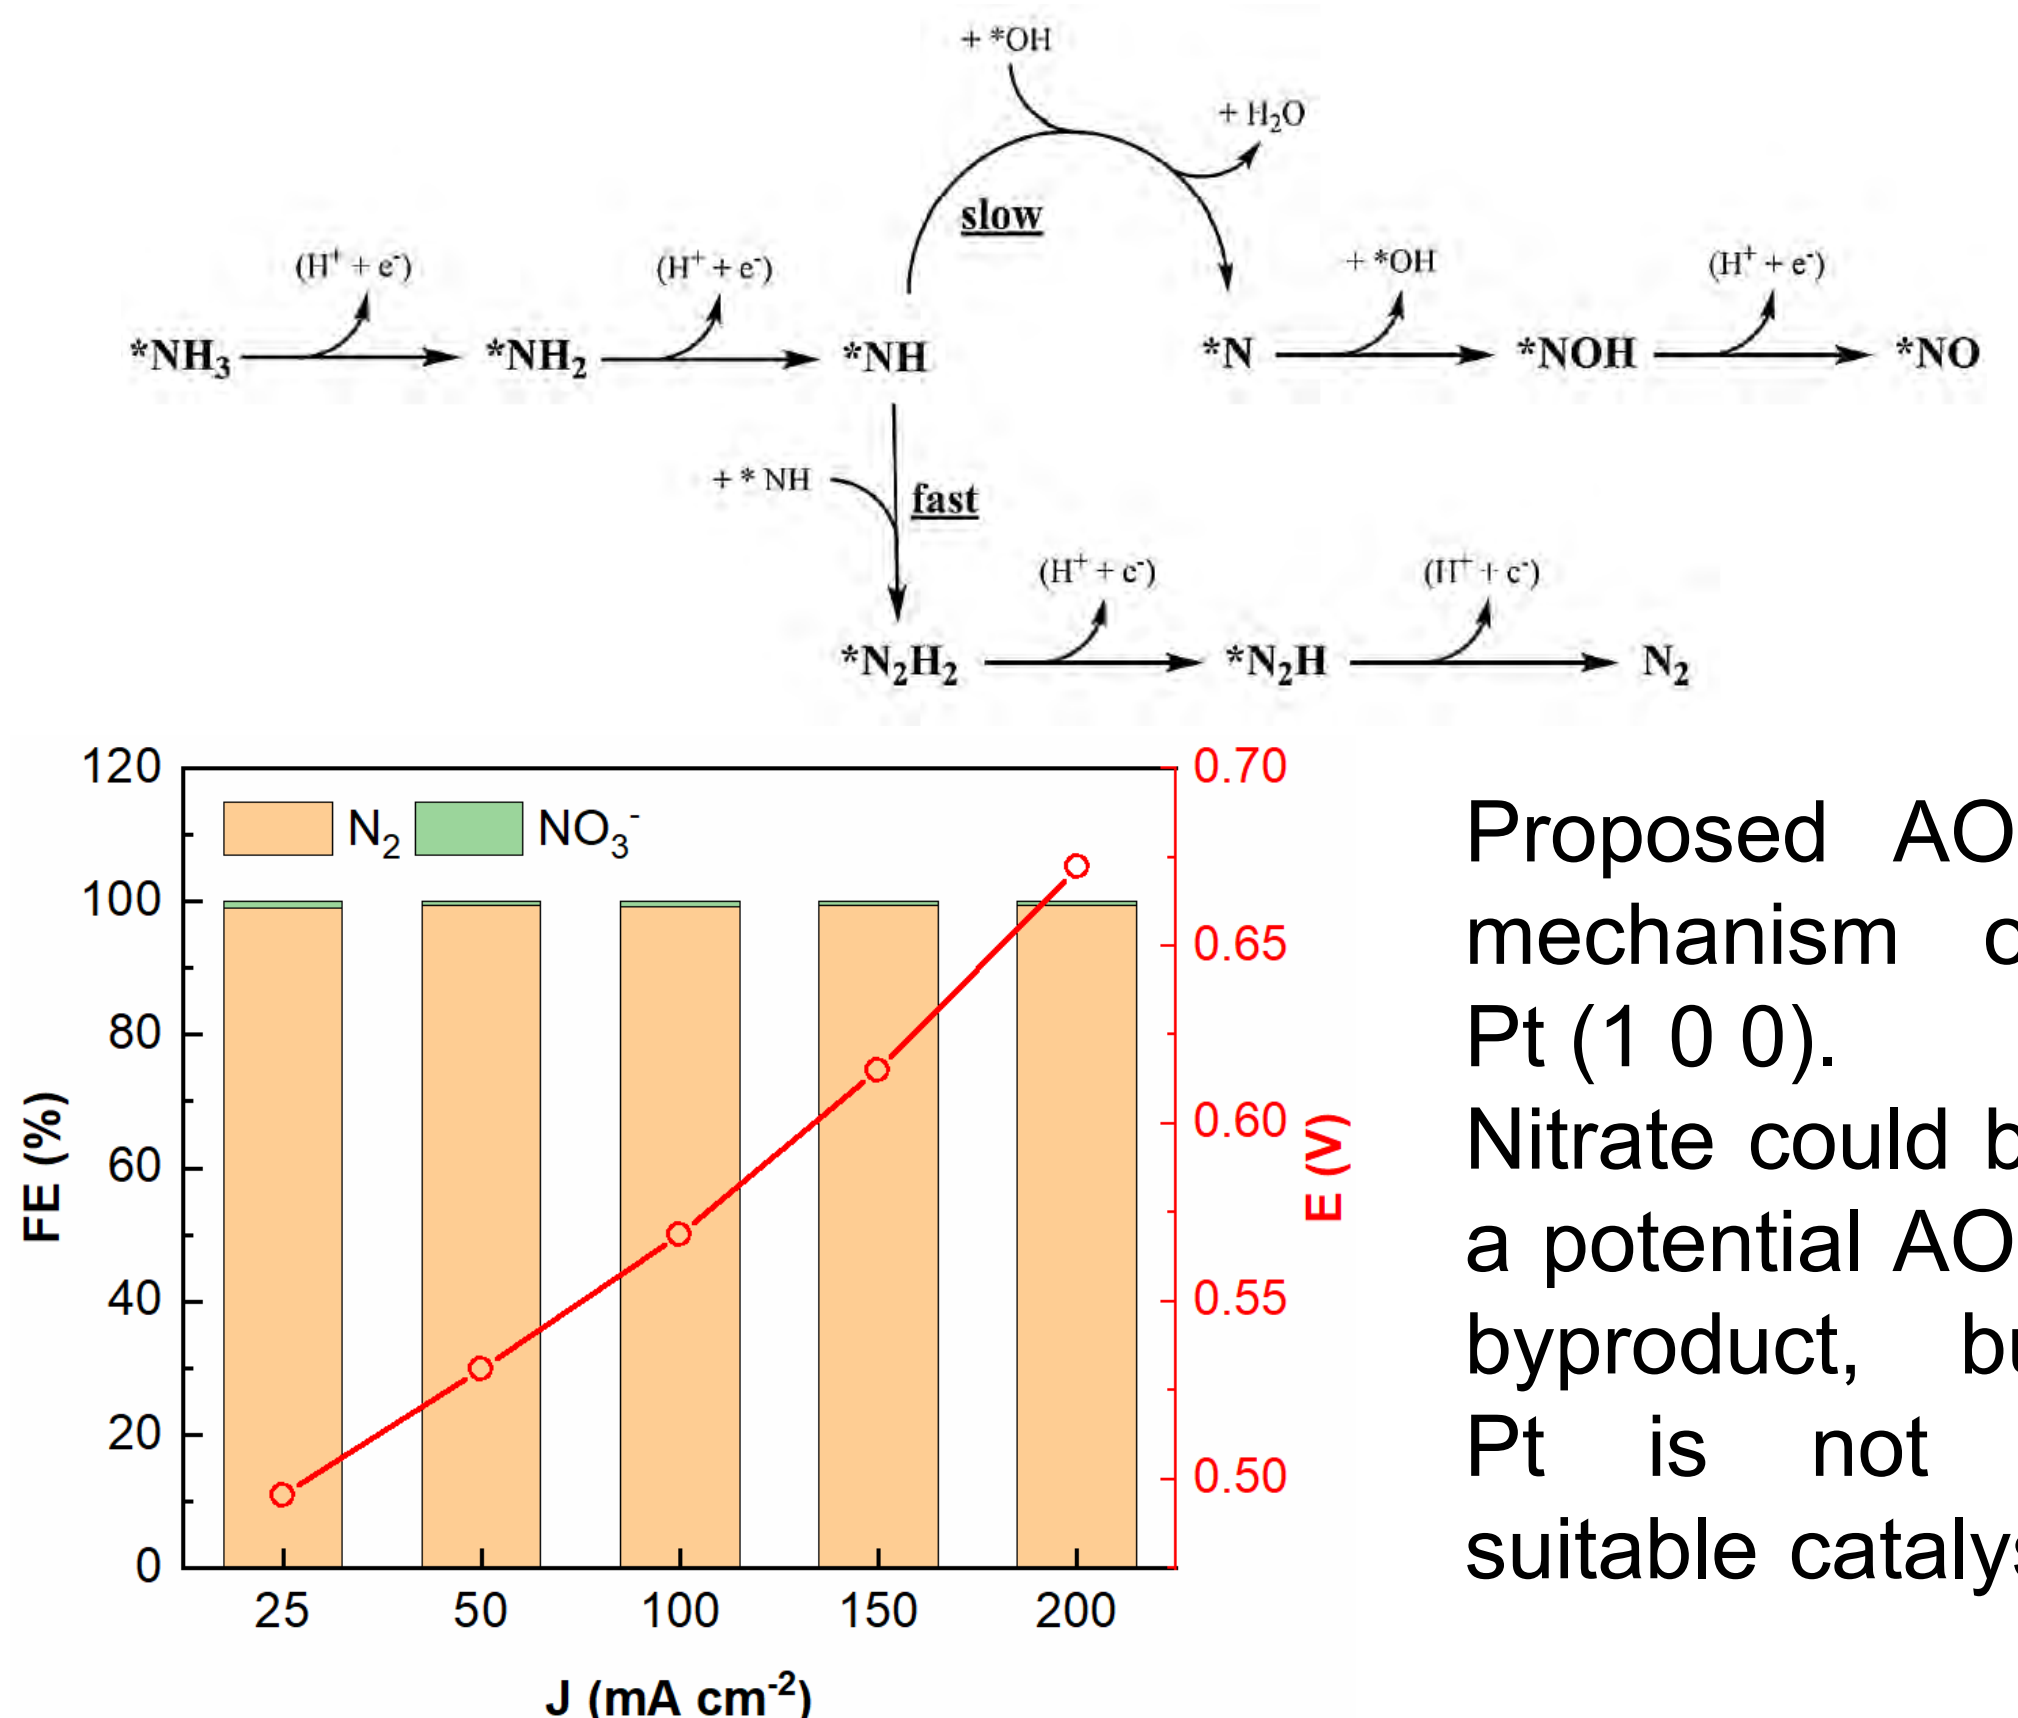 + *OH
+ H₂O
slow
(H⁺ + e⁻)
(H⁺ + e⁻)
+ *OH
(H⁺ + e⁻)
*NH₃
*NH₂
*NH
*N
*NOH
*NO
+ * NH
fast
(H⁺ + e⁻)
(H⁺ + e⁻)
*N₂H₂
*N₂H
N₂
120
100
80
60
40
20
0
FE (%)
N₂
NO₃⁻
0.70
0.65
0.60
0.55
0.50
E (V)
25 50 100 150 200
J (mA cm⁻²)
Proposed AO
mechanism
Pt (1 0 0).
Nitrate could
a potential AO
byproduct,
Pt is not
suitable catalys